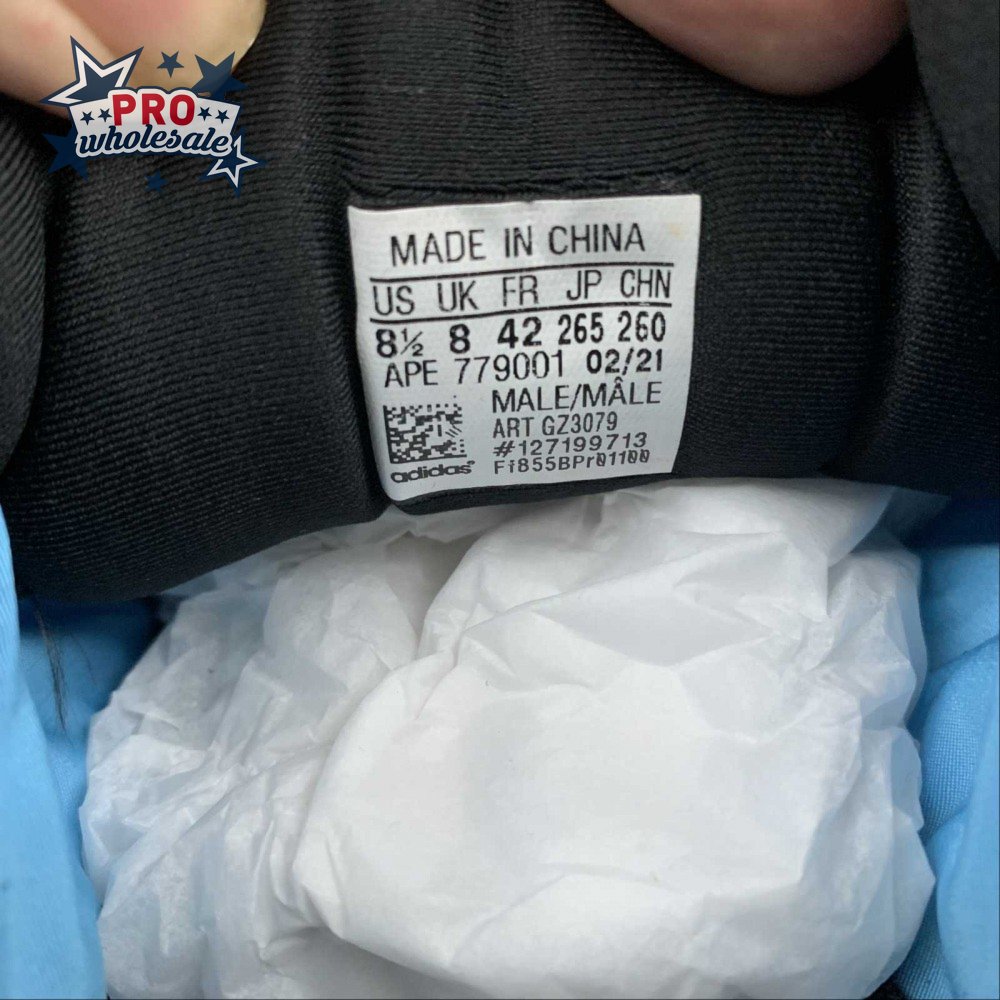 PRO
wholesale
MADE IN CHINA
US UK FR JP CHN
8½ 8 42 265 260
APE 779001 02/21
MALE/MÂLE
ART GZ3079
#127199713
Ff855BPr01100
adidas